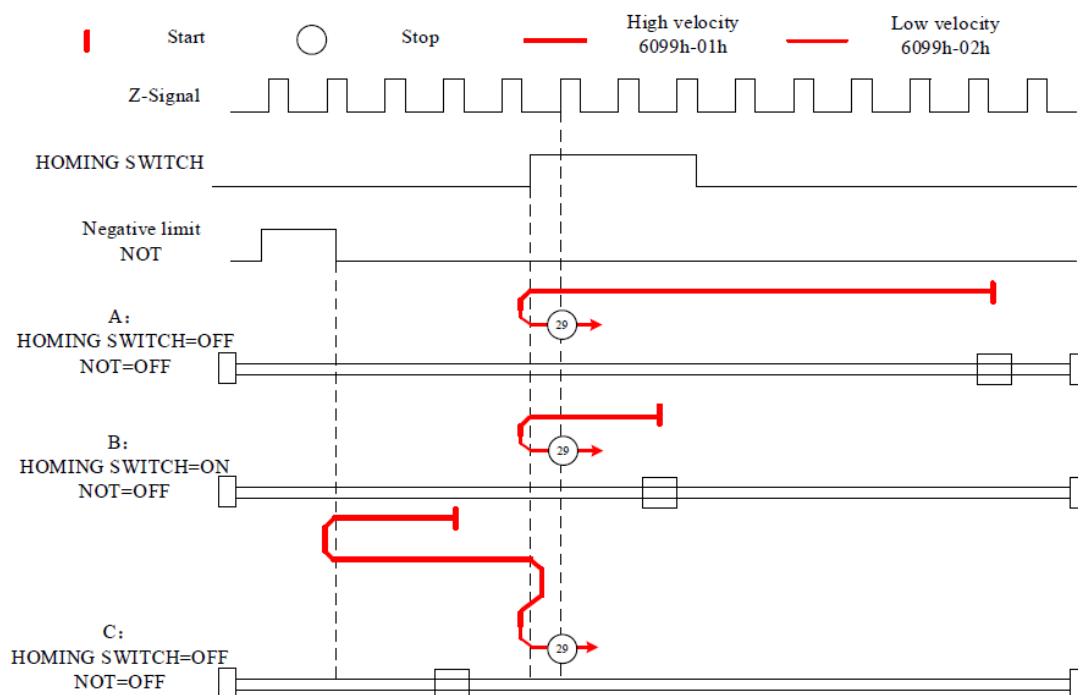 Start
Stop
High velocity
6099h-01h
Low velocity
6099h-02h
Z-Signal
HOMING SWITCH
Negative limit
NOT
A:
HOMING SWITCH=OFF
NOT=OFF
29
B:
HOMING SWITCH=ON
NOT=OFF
29
C:
HOMING SWITCH=OFF
NOT=OFF
29